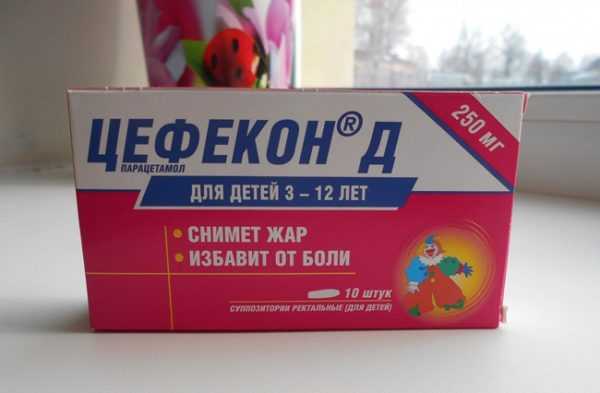 ЦЕФЕКОН® Д
ПАРАЦЕТАМОЛ
250 МГ
ДЛЯ ДЕТЕЙ 3 – 12 ЛЕТ
• СНИМЕТ ЖАР
• ИЗБАВИТ ОТ БОЛИ
10 штук
СУППОЗИТОРИИ РЕКТАЛЬНЫЕ (ДЛЯ ДЕТЕЙ)